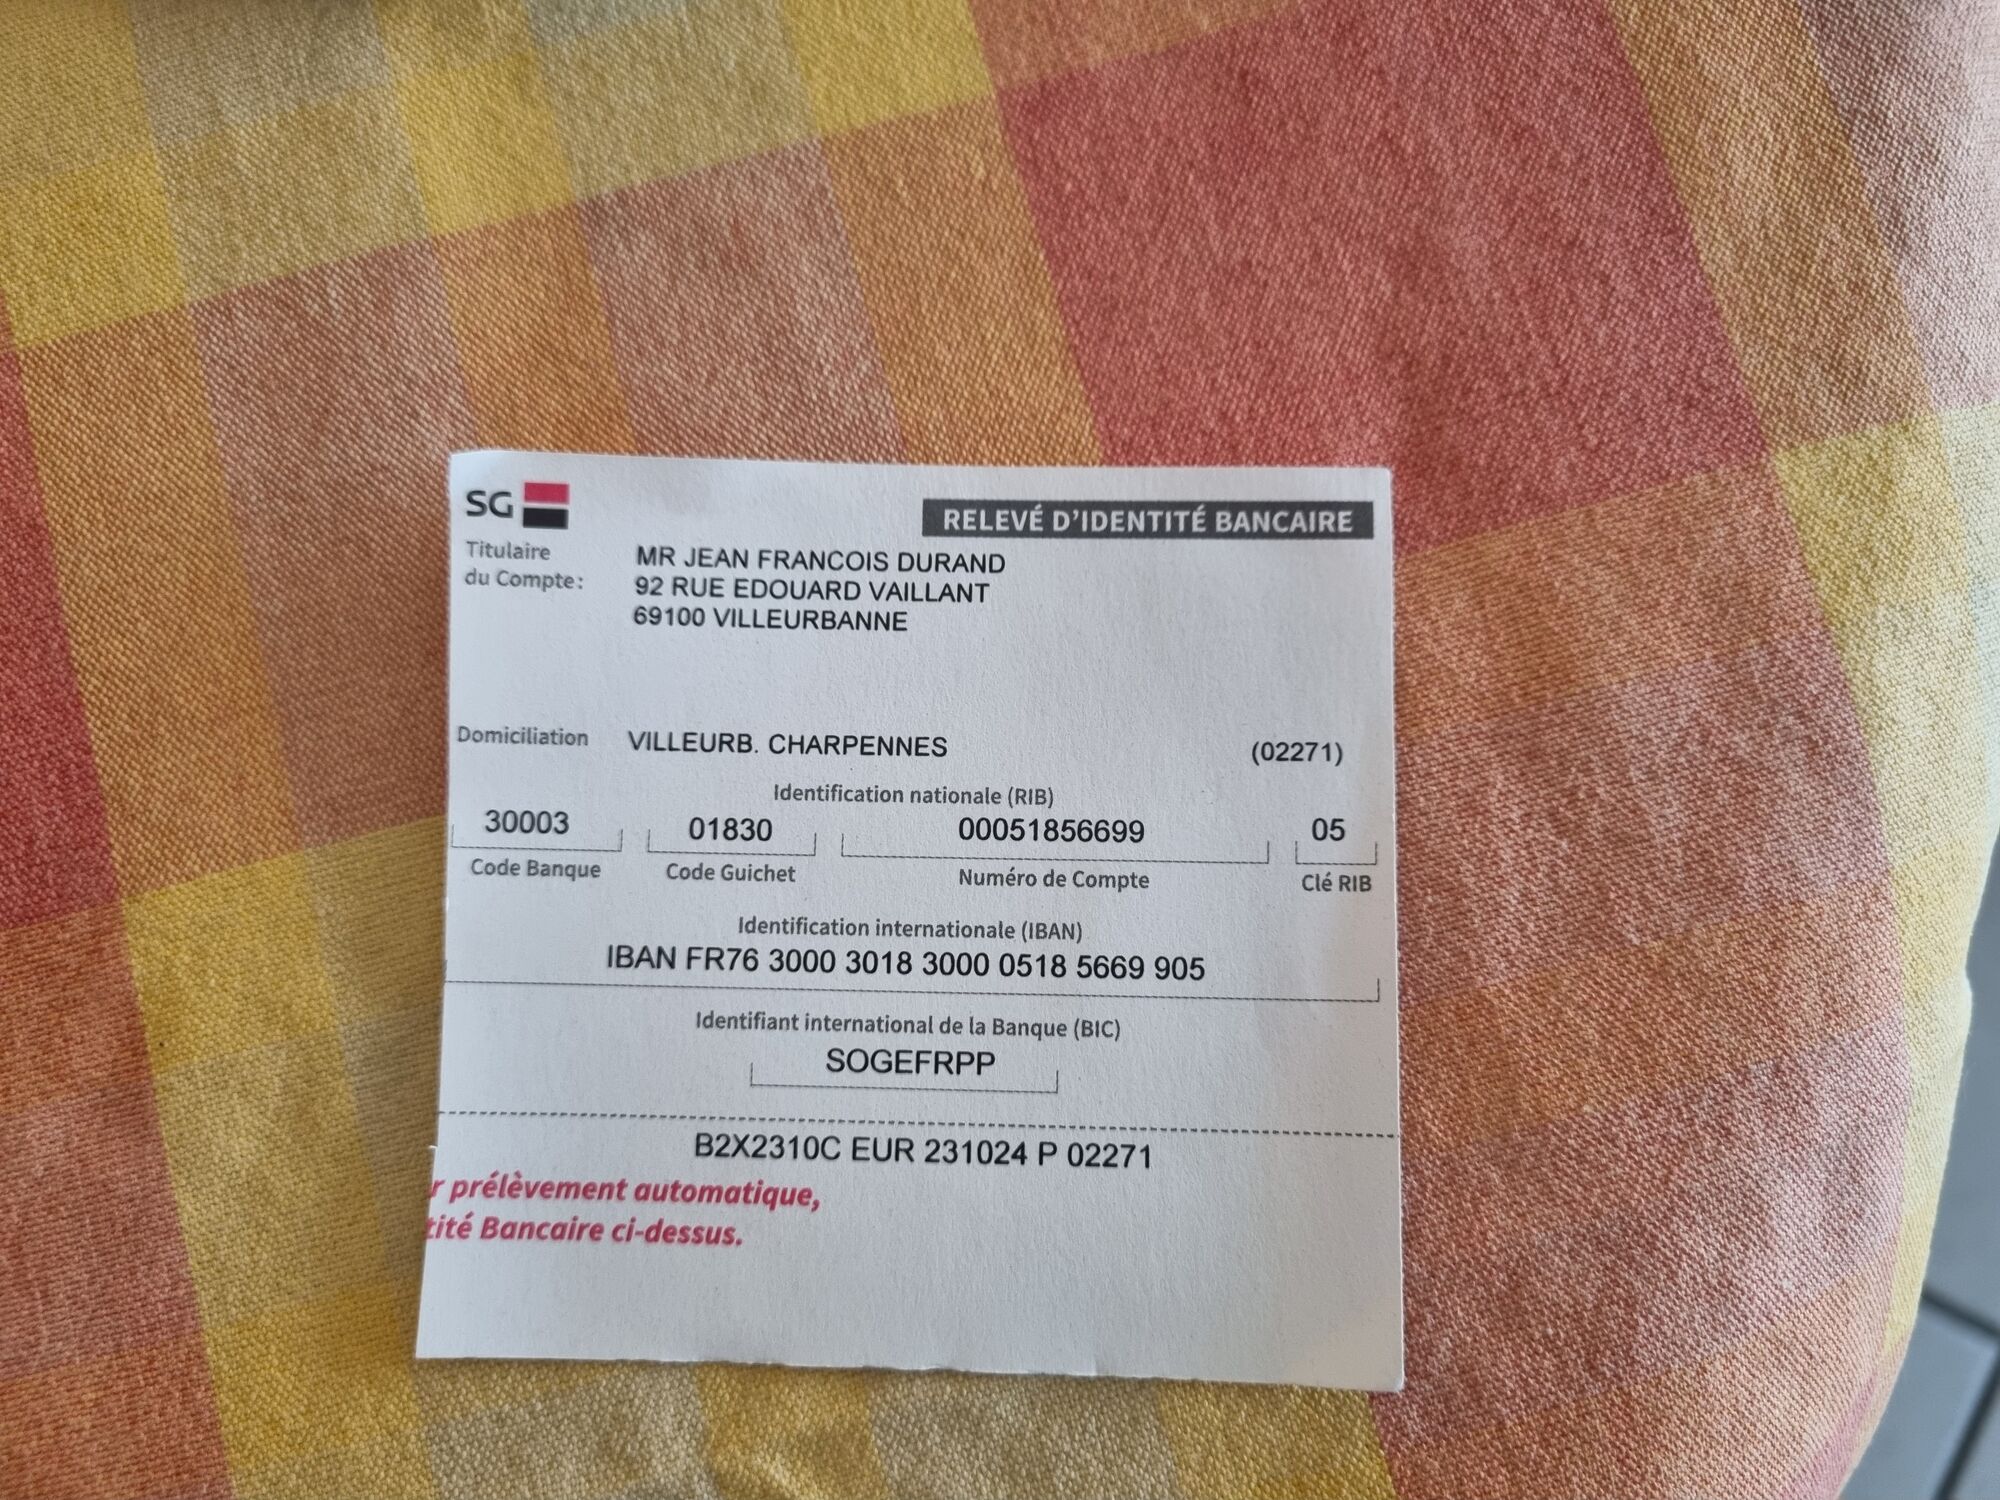 SG
RELEVÉ D'IDENTITÉ BANCAIRE
Titulaire
du Compte:
MR JEAN FRANCOIS DURAND
92 RUE EDOUARD VAILLANT
69100 VILLEURBANNE
Domiciliation VILLEURB. CHARPENNES (02271)
Identification nationale (RIB)
30003 01830 00051856699 05
Code Banque Code Guichet Numéro de Compte Clé RIB
Identification internationale (IBAN)
IBAN FR76 3000 3018 3000 0518 5669 905
Identifiant international de la Banque (BIC)
SOGEFRPP
B2X2310C EUR 231024 P 02271
r prélèvement automatique,
tité Bancaire ci-dessus.